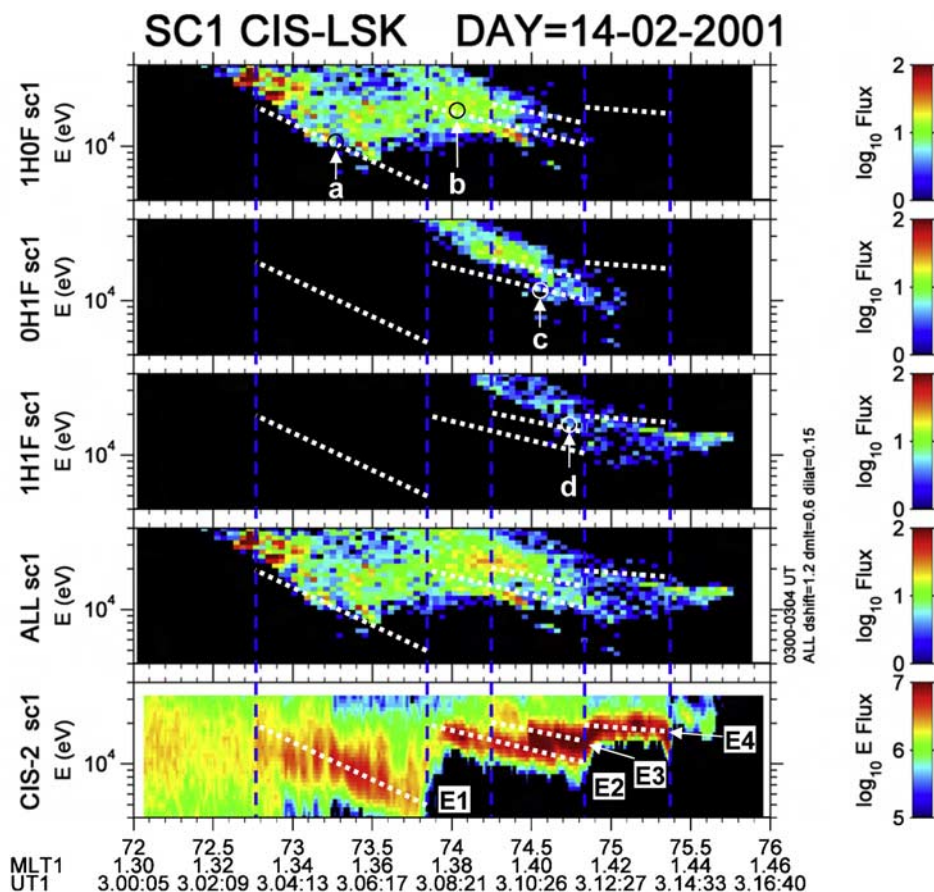 SC1 CIS-LSK DAY=14-02-2001
1H0F sc1
E (eV)
10⁴
a
b
log₁₀ Flux
2
1
0
0H1F sc1
E (eV)
10⁴
c
log₁₀ Flux
2
1
0
1H1F sc1
E (eV)
10⁴
d
log₁₀ Flux
2
1
0
ALL sc1
E (eV)
10⁴
0300-0304 UT
ALL dshift=1.2 dmlt=0.6 dilat=0.15
log₁₀ Flux
2
1
0
CIS-2 sc1
E (eV)
10⁴
E1
E2
E3
E4
log₁₀ E Flux
7
6
5
72 72.5 73 73.5 74 74.5 75 75.5 76
MLT1 1.30 1.32 1.34 1.36 1.38 1.40 1.42 1.44 1.46
UT1 3.00:05 3.02:09 3.04:13 3.06:17 3.08:21 3.10:26 3.12:27 3.14:33 3.16:40